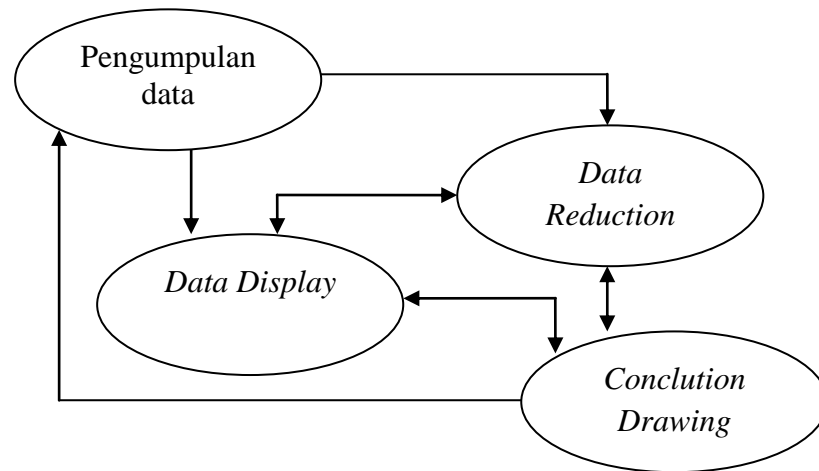 Pengumpulan
data
Data
Reduction
Data Display
Conclution
Drawing